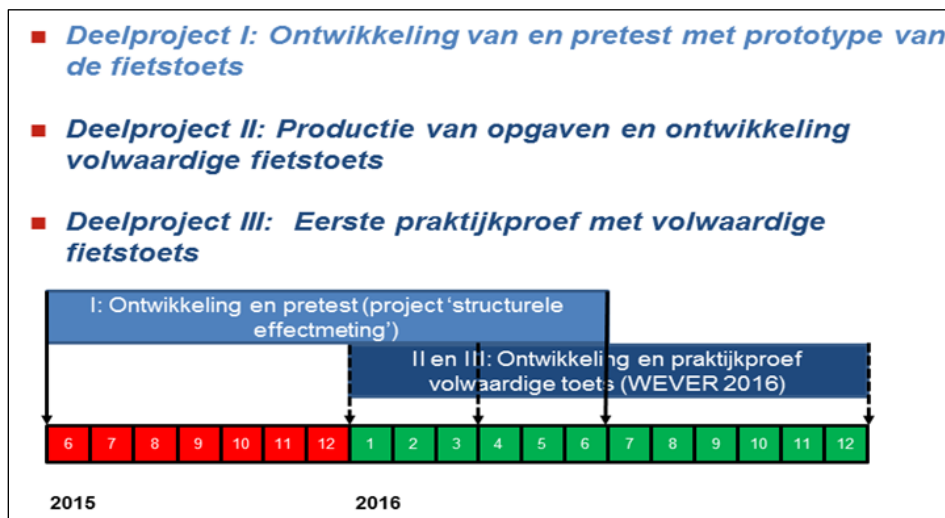 Deelproject I: Ontwikkeling van en pretest met prototype van
de fietstoets
Deelproject II: Productie van opgaven en ontwikkeling
volwaardige fietstoets
Deelproject III: Eerste praktijkproef met volwaardige
fietstoets
I: Ontwikkeling en pretest (project ‘structurele
effectmeting’)
II en III: Ontwikkeling en praktijkproef
volwaardige toets (WEVER 2016)
6 7 8 9 10 11 12 1 2 3 4 5 6 7 8 9 10 11 12
2015 2016